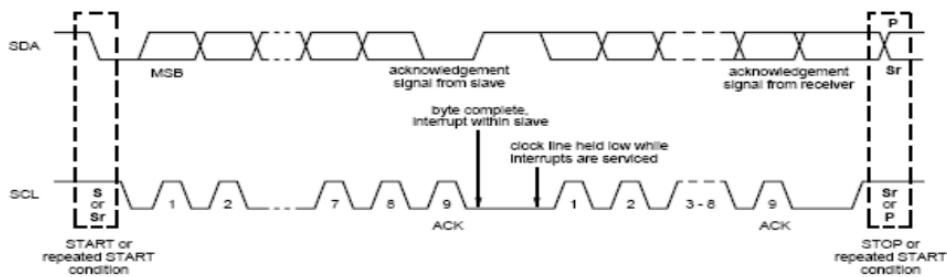 P
SDA
MSB
acknowledgement
signal from slave
acknowledgement
signal from receiver
Sr
byte complete,
interrupt within slave
clock line held low while
interrupts are serviced
SCL
S
or
Sr
1
2
7
8
9
1
2
3 - 8
9
Sr
or
P
ACK
ACK
START or
repeated START
condition
STOP or
repeated START
condition